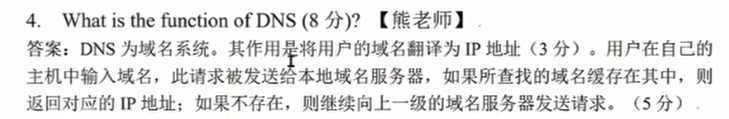 4. What is the function of DNS (8 分)? 【熊老师】
答案：DNS 为域名系统。其作用是将用户的域名翻译为 IP 地址（3 分）。用户在自己的
主机中输入域名，此请求被发送给本地域名服务器，如果所查找的域名缓存在其中，则
返回对应的 IP 地址；如果不存在，则继续向上一级的域名服务器发送请求。（5 分）